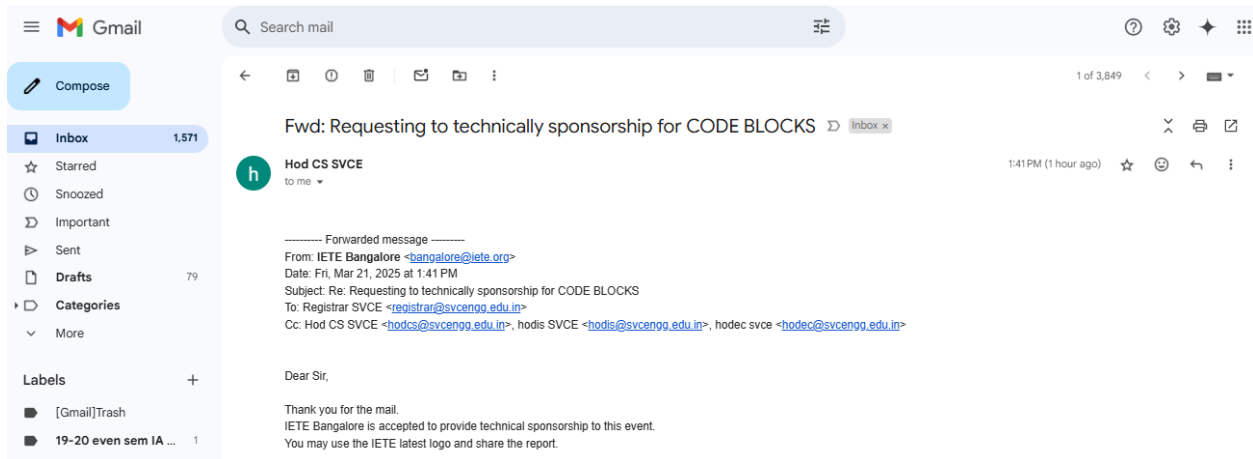 Gmail
Search mail
1 of 3,849
Compose
Inbox 1,571
Starred
Snoozed
Important
Sent
Drafts 79
Categories
More
Labels
[Gmail]Trash
19-20 even sem IA ... 1
Fwd: Requesting to technically sponsorship for CODE BLOCKS Inbox x
h
Hod CS SVCE 1:41 PM (1 hour ago)
to me
---------- Forwarded message ---------
From: IETE Bangalore <bangalore@iete.org>
Date: Fri, Mar 21, 2025 at 1:41 PM
Subject: Re: Requesting to technically sponsorship for CODE BLOCKS
To: Registrar SVCE <registrar@svcengg.edu.in>
Cc: Hod CS SVCE <hodcs@svcengg.edu.in>, hodis SVCE <hodis@svcengg.edu.in>, hodec svce <hodec@svcengg.edu.in>
Dear Sir,
Thank you for the mail.
IETE Bangalore is accepted to provide technical sponsorship to this event.
You may use the IETE latest logo and share the report.